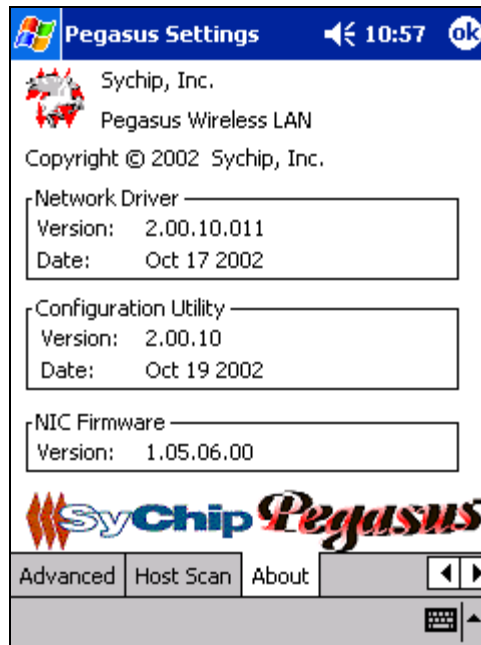 Pegasus Settings 10:57 ok
Sychip, Inc.
Pegasus Wireless LAN
Copyright © 2002 Sychip, Inc.
Network Driver
Version: 2.00.10.011
Date: Oct 17 2002
Configuration Utility
Version: 2.00.10
Date: Oct 19 2002
NIC Firmware
Version: 1.05.06.00
SyChip Pegasus
Advanced Host Scan About